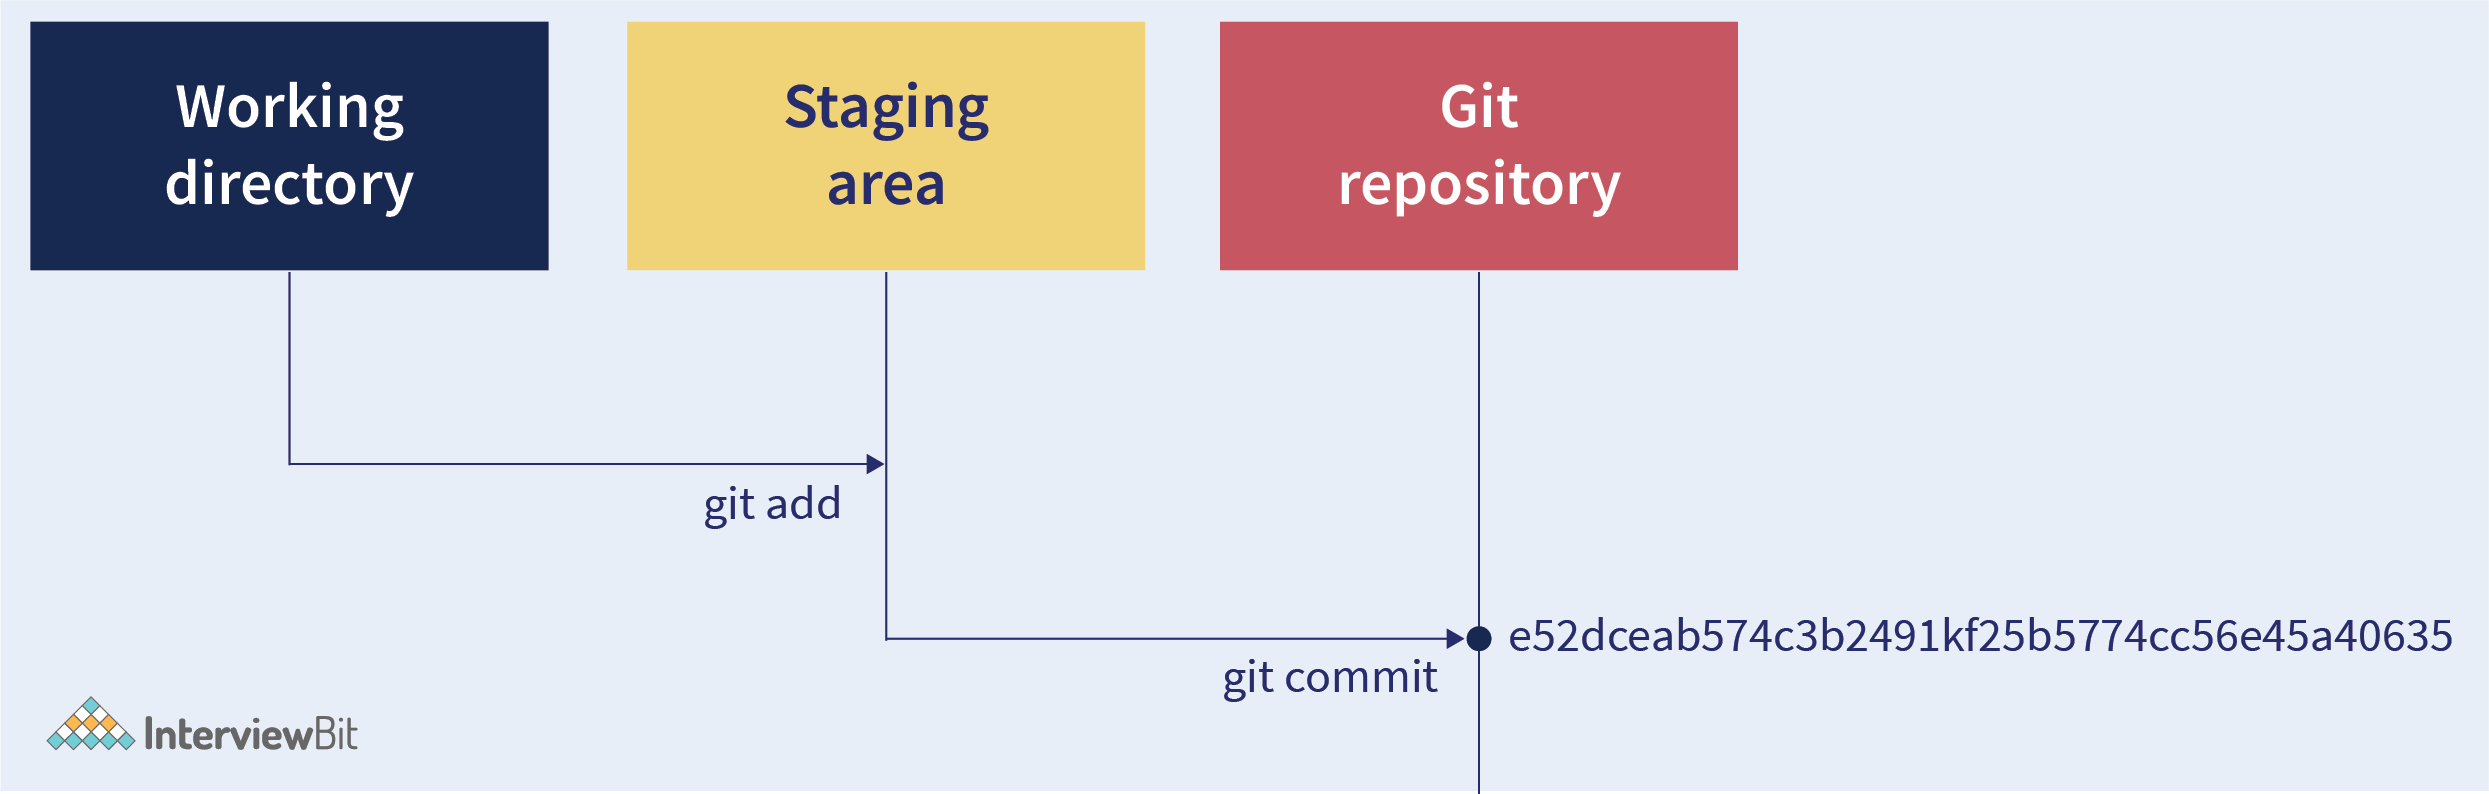 Working
directory
Staging
area
Git
repository
git add
e52dceab574c3b2491kf25b5774cc56e45a40635
git commit
InterviewBit